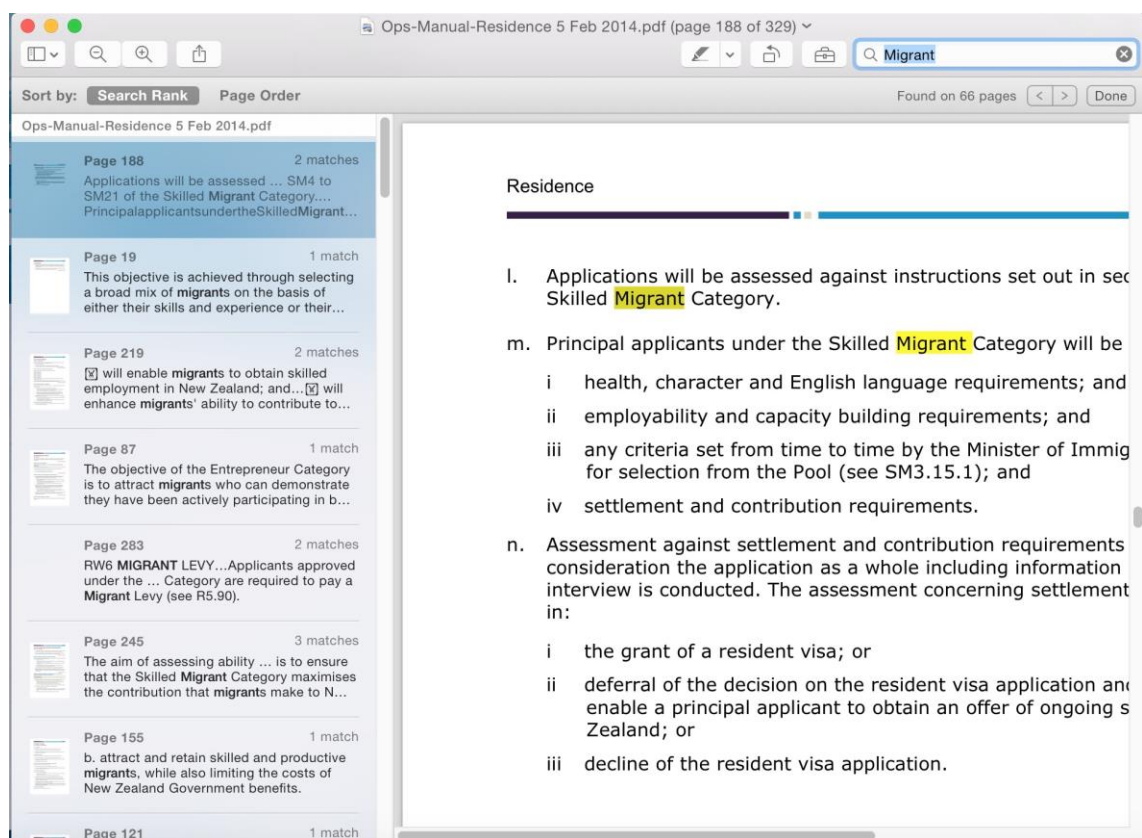 Ops-Manual-Residence 5 Feb 2014.pdf (page 188 of 329)
Migrant
Sort by: Search Rank Page Order
Found on 66 pages < > Done
Ops-Manual-Residence 5 Feb 2014.pdf
Page 188 2 matches
Applications will be assessed ... SM4 to
SM21 of the Skilled Migrant Category....
PrincipalapplicantsundertheSkilledMigrant...
Page 19 1 match
This objective is achieved through selecting
a broad mix of migrants on the basis of
either their skills and experience or their...
Page 219 2 matches
will enable migrants to obtain skilled
employment in New Zealand; and... will
enhance migrants' ability to contribute to...
Page 87 1 match
The objective of the Entrepreneur Category
is to attract migrants who can demonstrate
they have been actively participating in b...
Page 283 2 matches
RW6 MIGRANT LEVY...Applicants approved
under the ... Category are required to pay a
Migrant Levy (see R5.90).
Page 245 3 matches
The aim of assessing ability ... is to ensure
that the Skilled Migrant Category maximises
the contribution that migrants make to N...
Page 155 1 match
b. attract and retain skilled and productive
migrants, while also limiting the costs of
New Zealand Government benefits.
Page 121 1 match
Residence
l. Applications will be assessed against instructions set out in sec
Skilled Migrant Category.
m. Principal applicants under the Skilled Migrant Category will be
i health, character and English language requirements; and
ii employability and capacity building requirements; and
iii any criteria set from time to time by the Minister of Immig
for selection from the Pool (see SM3.15.1); and
iv settlement and contribution requirements.
n. Assessment against settlement and contribution requirements
consideration the application as a whole including information
interview is conducted. The assessment concerning settlement
in:
i the grant of a resident visa; or
ii deferral of the decision on the resident visa application and
enable a principal applicant to obtain an offer of ongoing s
Zealand; or
iii decline of the resident visa application.